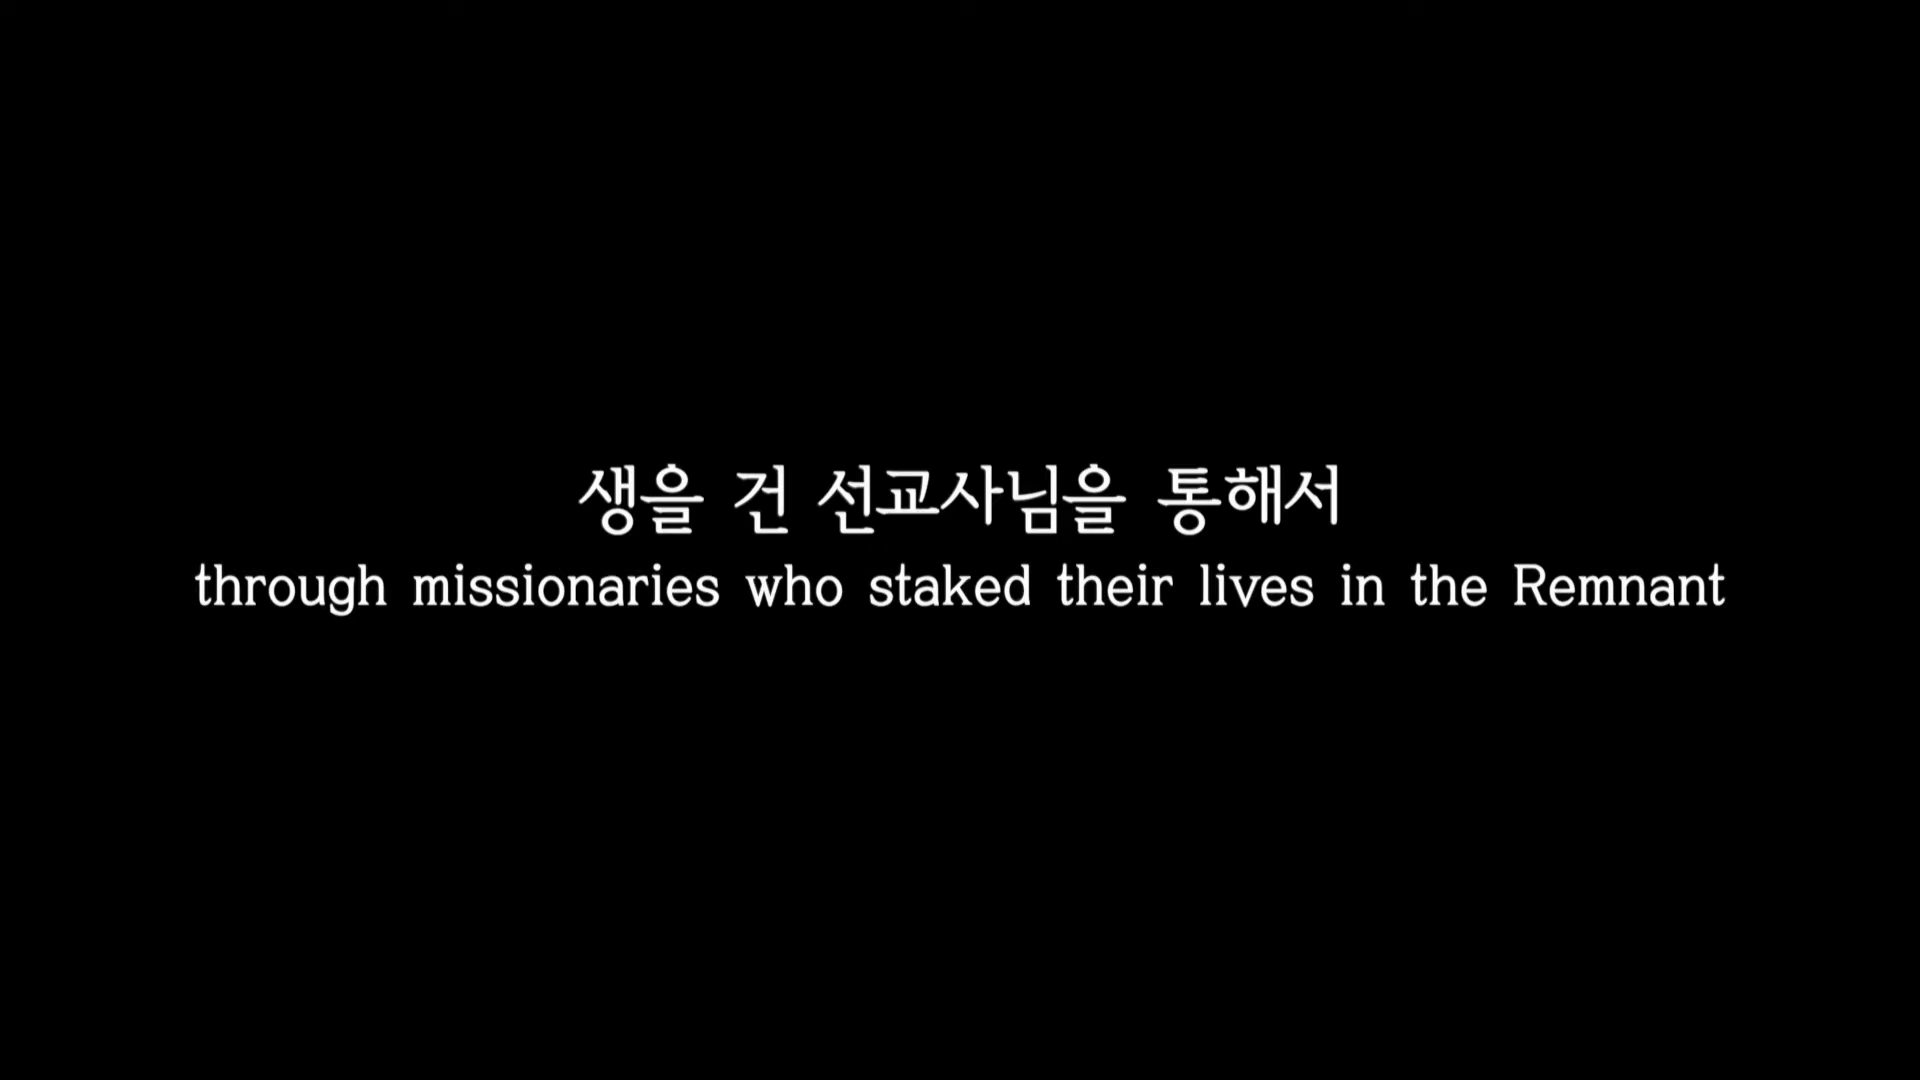 생을 건 선교사님을 통해서
through missionaries who staked their lives in the Remnant